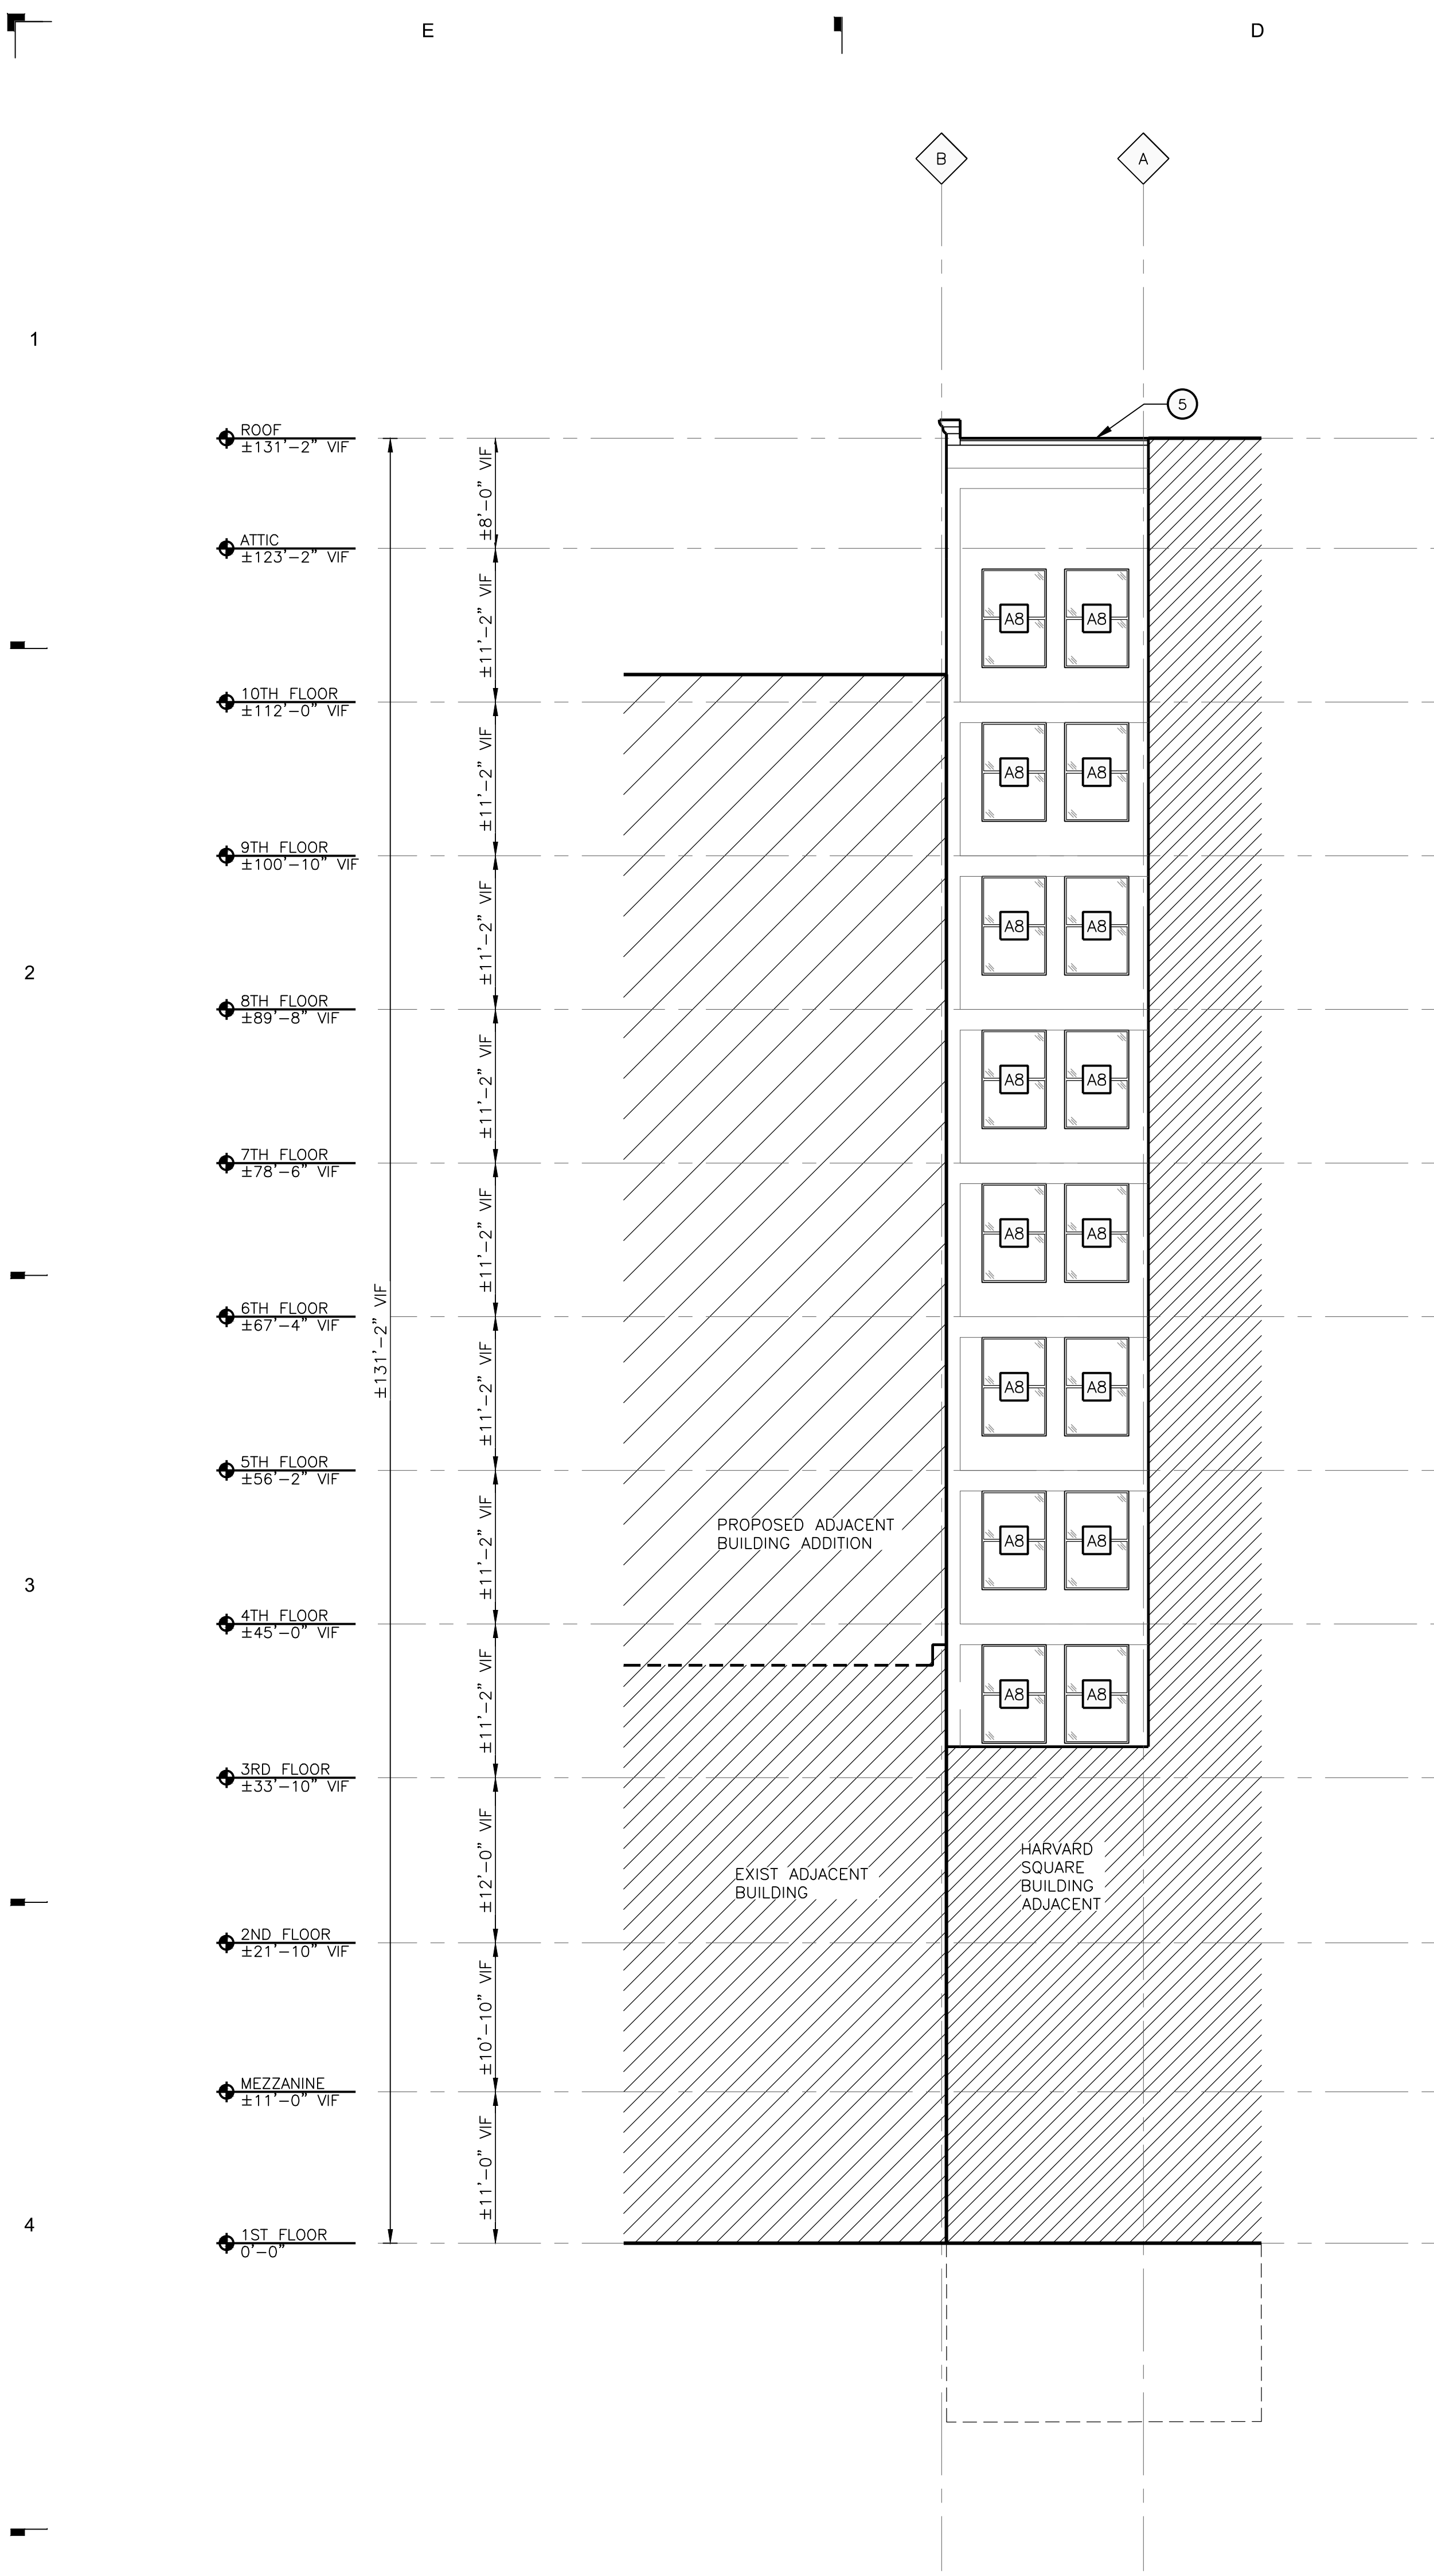 E
D
B
A
1
5
ROOF
±131'-2" VIF
±8'-0" VIF
ATTIC
±123'-2" VIF
±11'-2" VIF
A8
A8
10TH FLOOR
±112'-0" VIF
±11'-2" VIF
A8
A8
9TH FLOOR
±100'-10" VIF
±11'-2" VIF
A8
A8
2
8TH FLOOR
±89'-8" VIF
±11'-2" VIF
A8
A8
7TH FLOOR
±78'-6" VIF
±11'-2" VIF
A8
A8
6TH FLOOR
±67'-4" VIF
±131'-2" VIF
±11'-2" VIF
A8
A8
5TH FLOOR
±56'-2" VIF
±11'-2" VIF
PROPOSED ADJACENT
BUILDING ADDITION
A8
A8
3
4TH FLOOR
±45'-0" VIF
±11'-2" VIF
A8
A8
3RD FLOOR
±33'-10" VIF
±12'-0" VIF
EXIST ADJACENT
BUILDING
HARVARD
SQUARE
BUILDING
ADJACENT
2ND FLOOR
±21'-10" VIF
±10'-10" VIF
MEZZANINE
±11'-0" VIF
±11'-0" VIF
4
1ST FLOOR
0'-0"